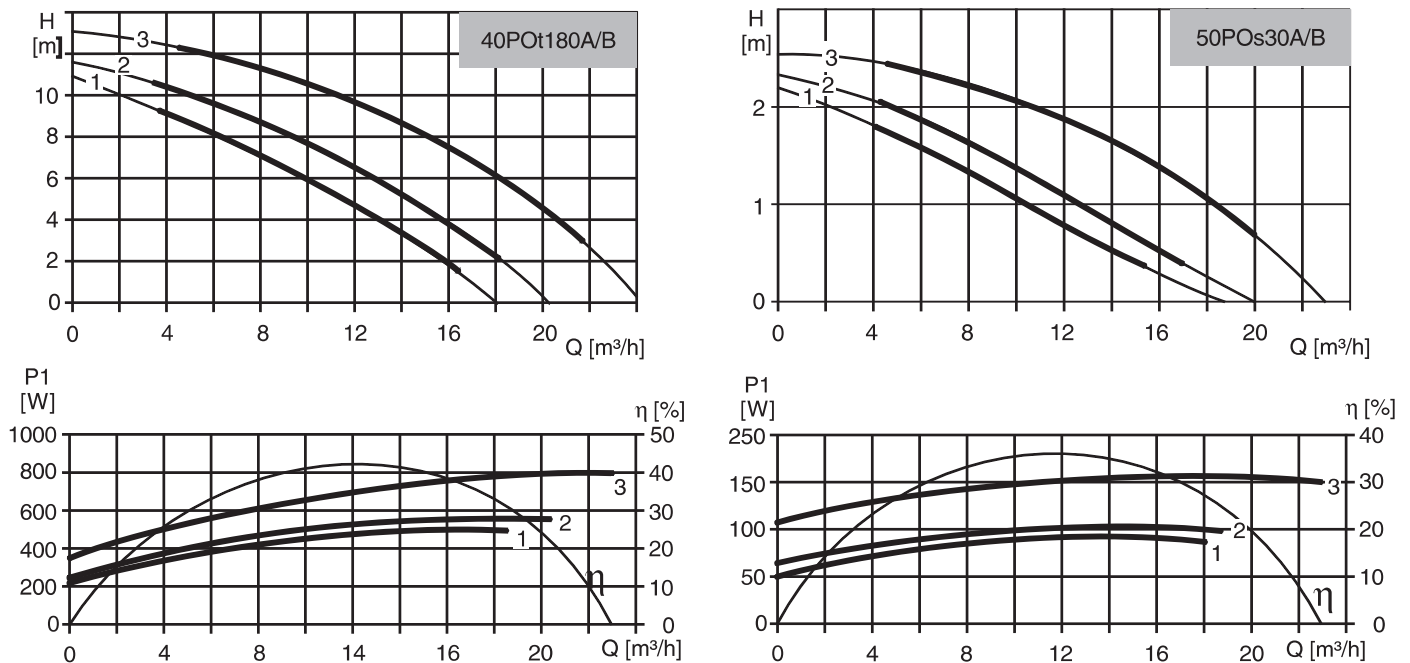 H
[m]
40POt180A/B
3
2
1
10
8
6
4
2
0
0 4 8 12 16 20
Q [m³/h]
H
[m]
50POs30A/B
3
2
1
2
1
0
0 4 8 12 16 20
Q [m³/h]
P1
[W]
η [%]
1000 50
800 40
3
600 30
2
1
400 20
200 10
η
0 0
0 4 8 14 16 20 Q [m³/h]
P1
[W]
η [%]
250 40
150 30
3
100 20
2
1
50 10
η
0 0
0 4 8 12 16 20 Q [m³/h]